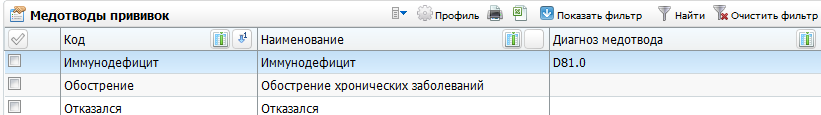 Медотводы прививок Профиль Показать фильтр Найти Очистить фильтр
Код 1 Наименование Диагноз медотвода
Иммунодефицит Иммунодефицит D81.0
Обострение Обострение хронических заболеваний
Отказался Отказался